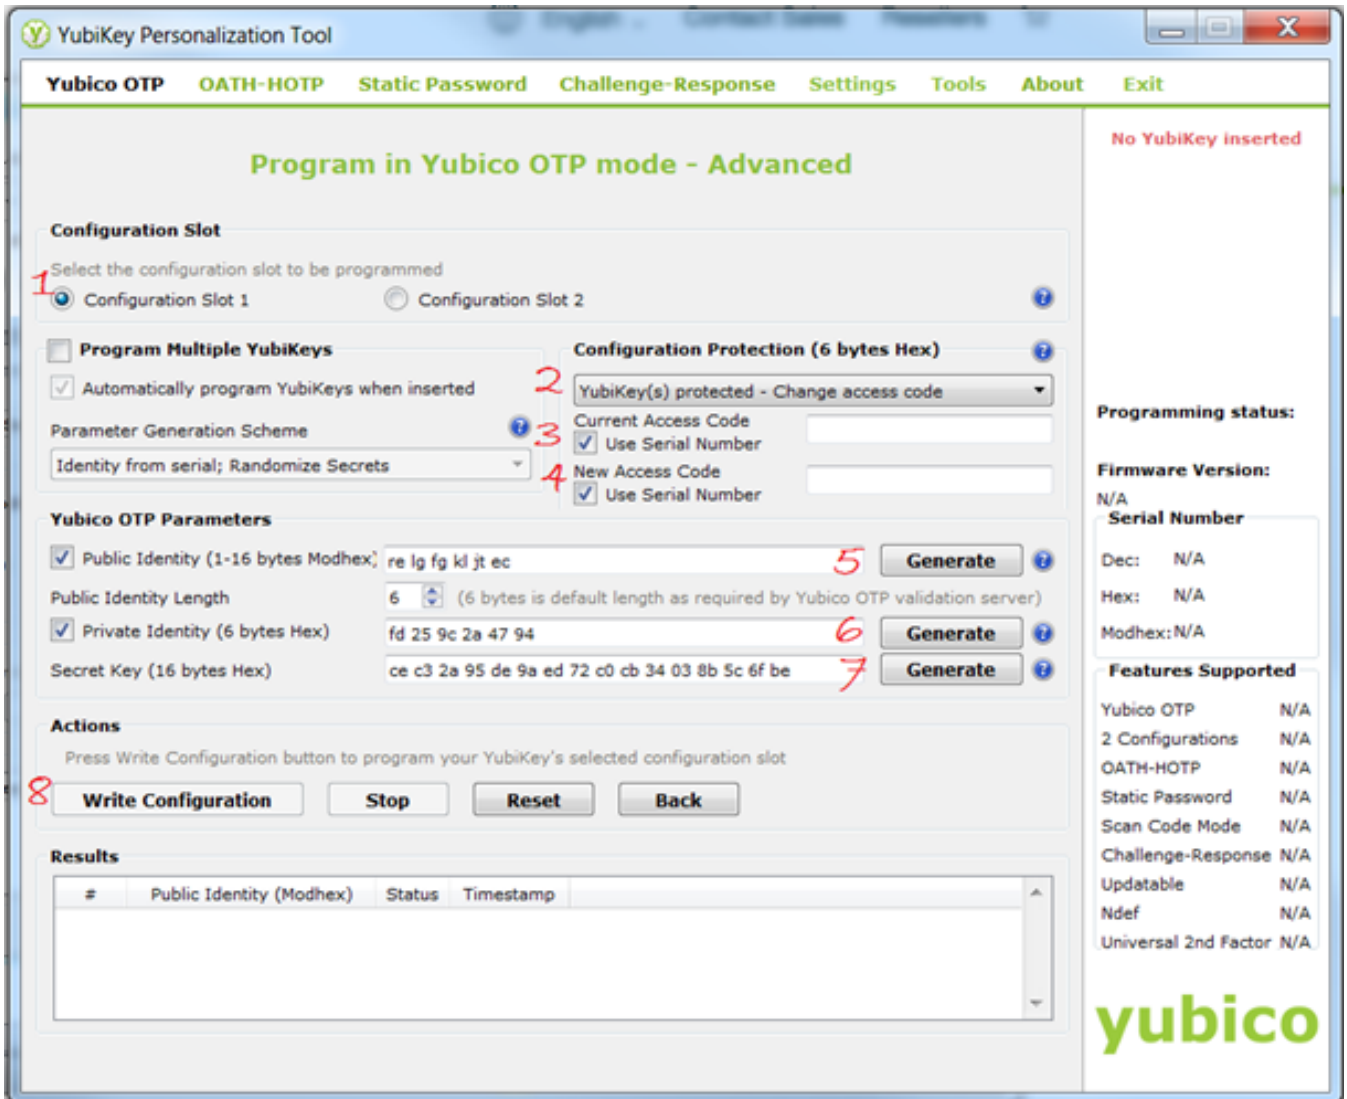 English
Contact Sales
Resellers
YubiKey Personalization Tool
Yubico OTP OATH-HOTP Static Password Challenge-Response Settings Tools About Exit
No YubiKey inserted
Program in Yubico OTP mode - Advanced
Configuration Slot
Select the configuration slot to be programmed
1
Configuration Slot 1 Configuration Slot 2
Program Multiple YubiKeys
Automatically program YubiKeys when inserted
Parameter Generation Scheme
Identity from serial; Randomize Secrets
Configuration Protection (6 bytes Hex)
2 YubiKey(s) protected - Change access code
Current Access Code
3 Use Serial Number
New Access Code
4 Use Serial Number
Yubico OTP Parameters
Public Identity (1-16 bytes Modhex) re lg fg kl jt ec 5 Generate
Public Identity Length 6 (6 bytes is default length as required by Yubico OTP validation server)
Private Identity (6 bytes Hex) fd 25 9c 2a 47 94 6 Generate
Secret Key (16 bytes Hex) ce c3 2a 95 de 9a ed 72 c0 cb 34 03 8b 5c 6f be 7 Generate
Actions
Press Write Configuration button to program your YubiKey's selected configuration slot
8 Write Configuration Stop Reset Back
Results
# Public Identity (Modhex) Status Timestamp
Programming status:
Firmware Version:
N/A
Serial Number
Dec: N/A
Hex: N/A
Modhex: N/A
Features Supported
Yubico OTP N/A
2 Configurations N/A
OATH-HOTP N/A
Static Password N/A
Scan Code Mode N/A
Challenge-Response N/A
Updatable N/A
Ndef N/A
Universal 2nd Factor N/A
yubico